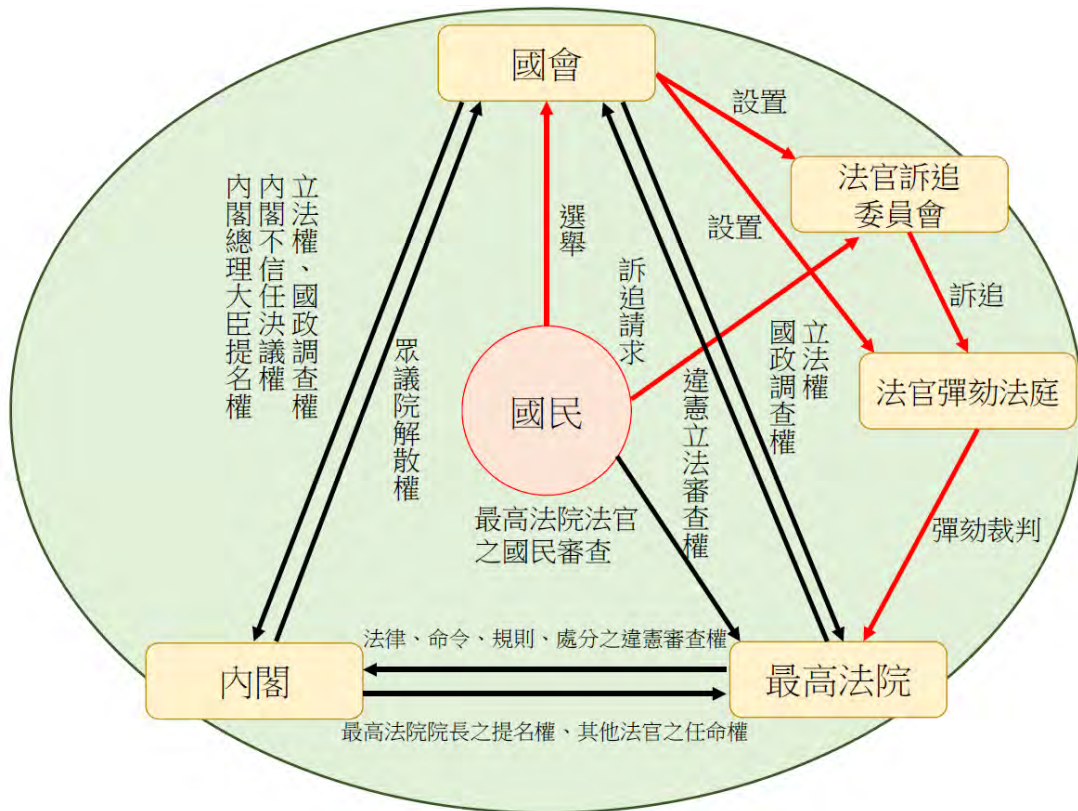 國會
設置
法官訴追
委員會
設置
訴追
法官彈劾法庭
彈劾裁判
選舉
訴追請求
國民
最高法院法官
之國民審查
立法權、國政調查權
內閣不信任決議權
內閣總理大臣提名權
眾議院解散權
立法權
國政調查權
違憲立法審查權
法律、命令、規則、處分之違憲審查權
內閣
最高法院
最高法院院長之提名權、其他法官之任命權